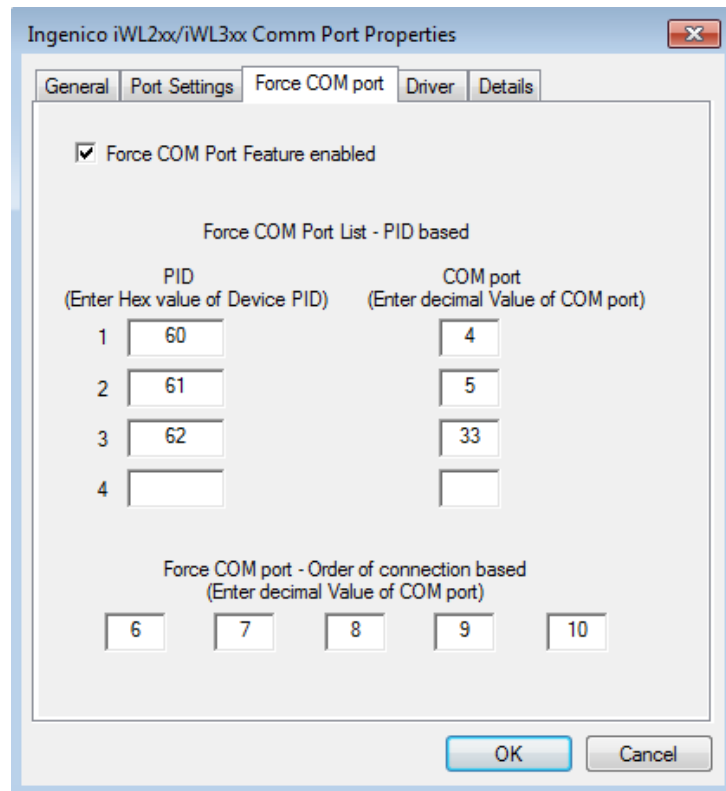 Ingenico iWL2xx/iWL3xx Comm Port Properties
General Port Settings Force COM port Driver Details
Force COM Port Feature enabled
Force COM Port List - PID based
PID COM port
(Enter Hex value of Device PID) (Enter decimal Value of COM port)
1 60 4
2 61 5
3 62 33
4
Force COM port - Order of connection based
(Enter decimal Value of COM port)
6 7 8 9 10
OK Cancel